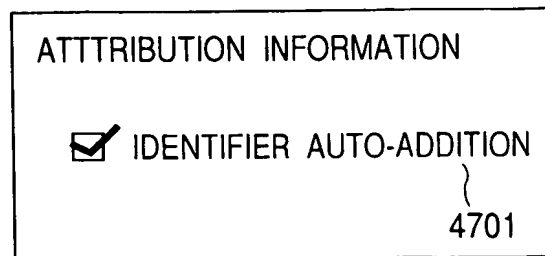 ATTTRIBUTION INFORMATION
IDENTIFIER AUTO-ADDITION
4701